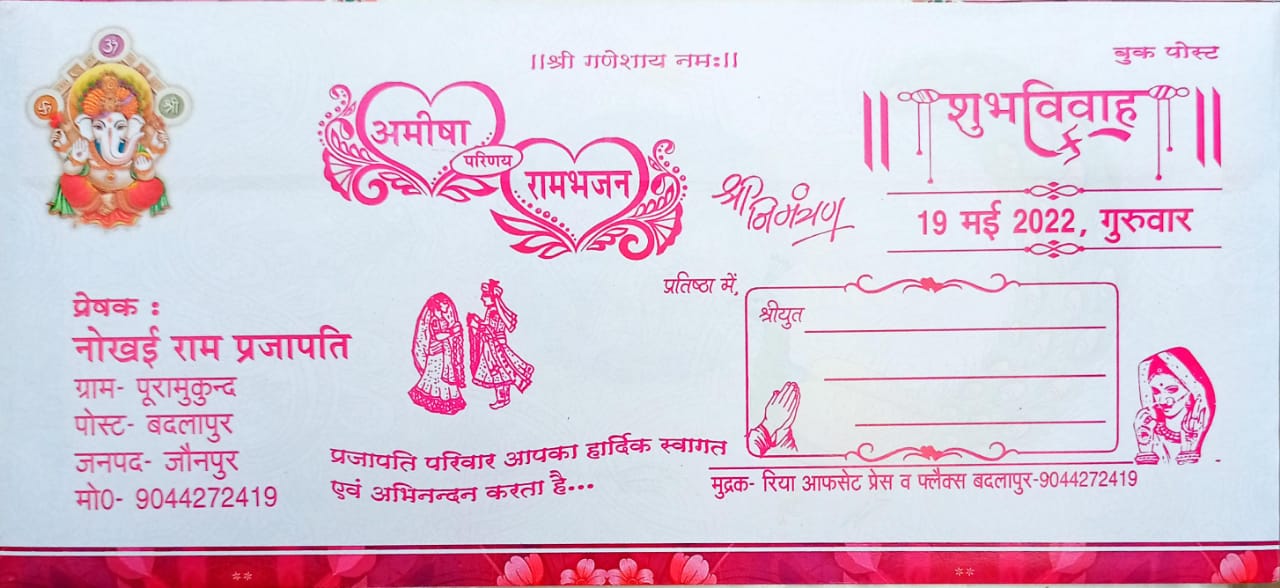 ॐ
卐
श्री
||श्री गणेशाय नमः||
बुक पोस्ट
अमीषा
परिणय
रामभजन
|| शुभविवाह ||
श्री निमंत्रण
19 मई 2022, गुरुवार
प्रतिष्ठा में,
श्रीयुत
प्रेषक :
नोखई राम प्रजापति
ग्राम- पूरामुकुन्द
पोस्ट- बदलापुर
जनपद- जौनपुर
मो0- 9044272419
प्रजापति परिवार आपका हार्दिक स्वागत
एवं अभिनन्दन करता है...
मुद्रक- रिया आफसेट प्रेस व फ्लैक्स बदलापुर-9044272419